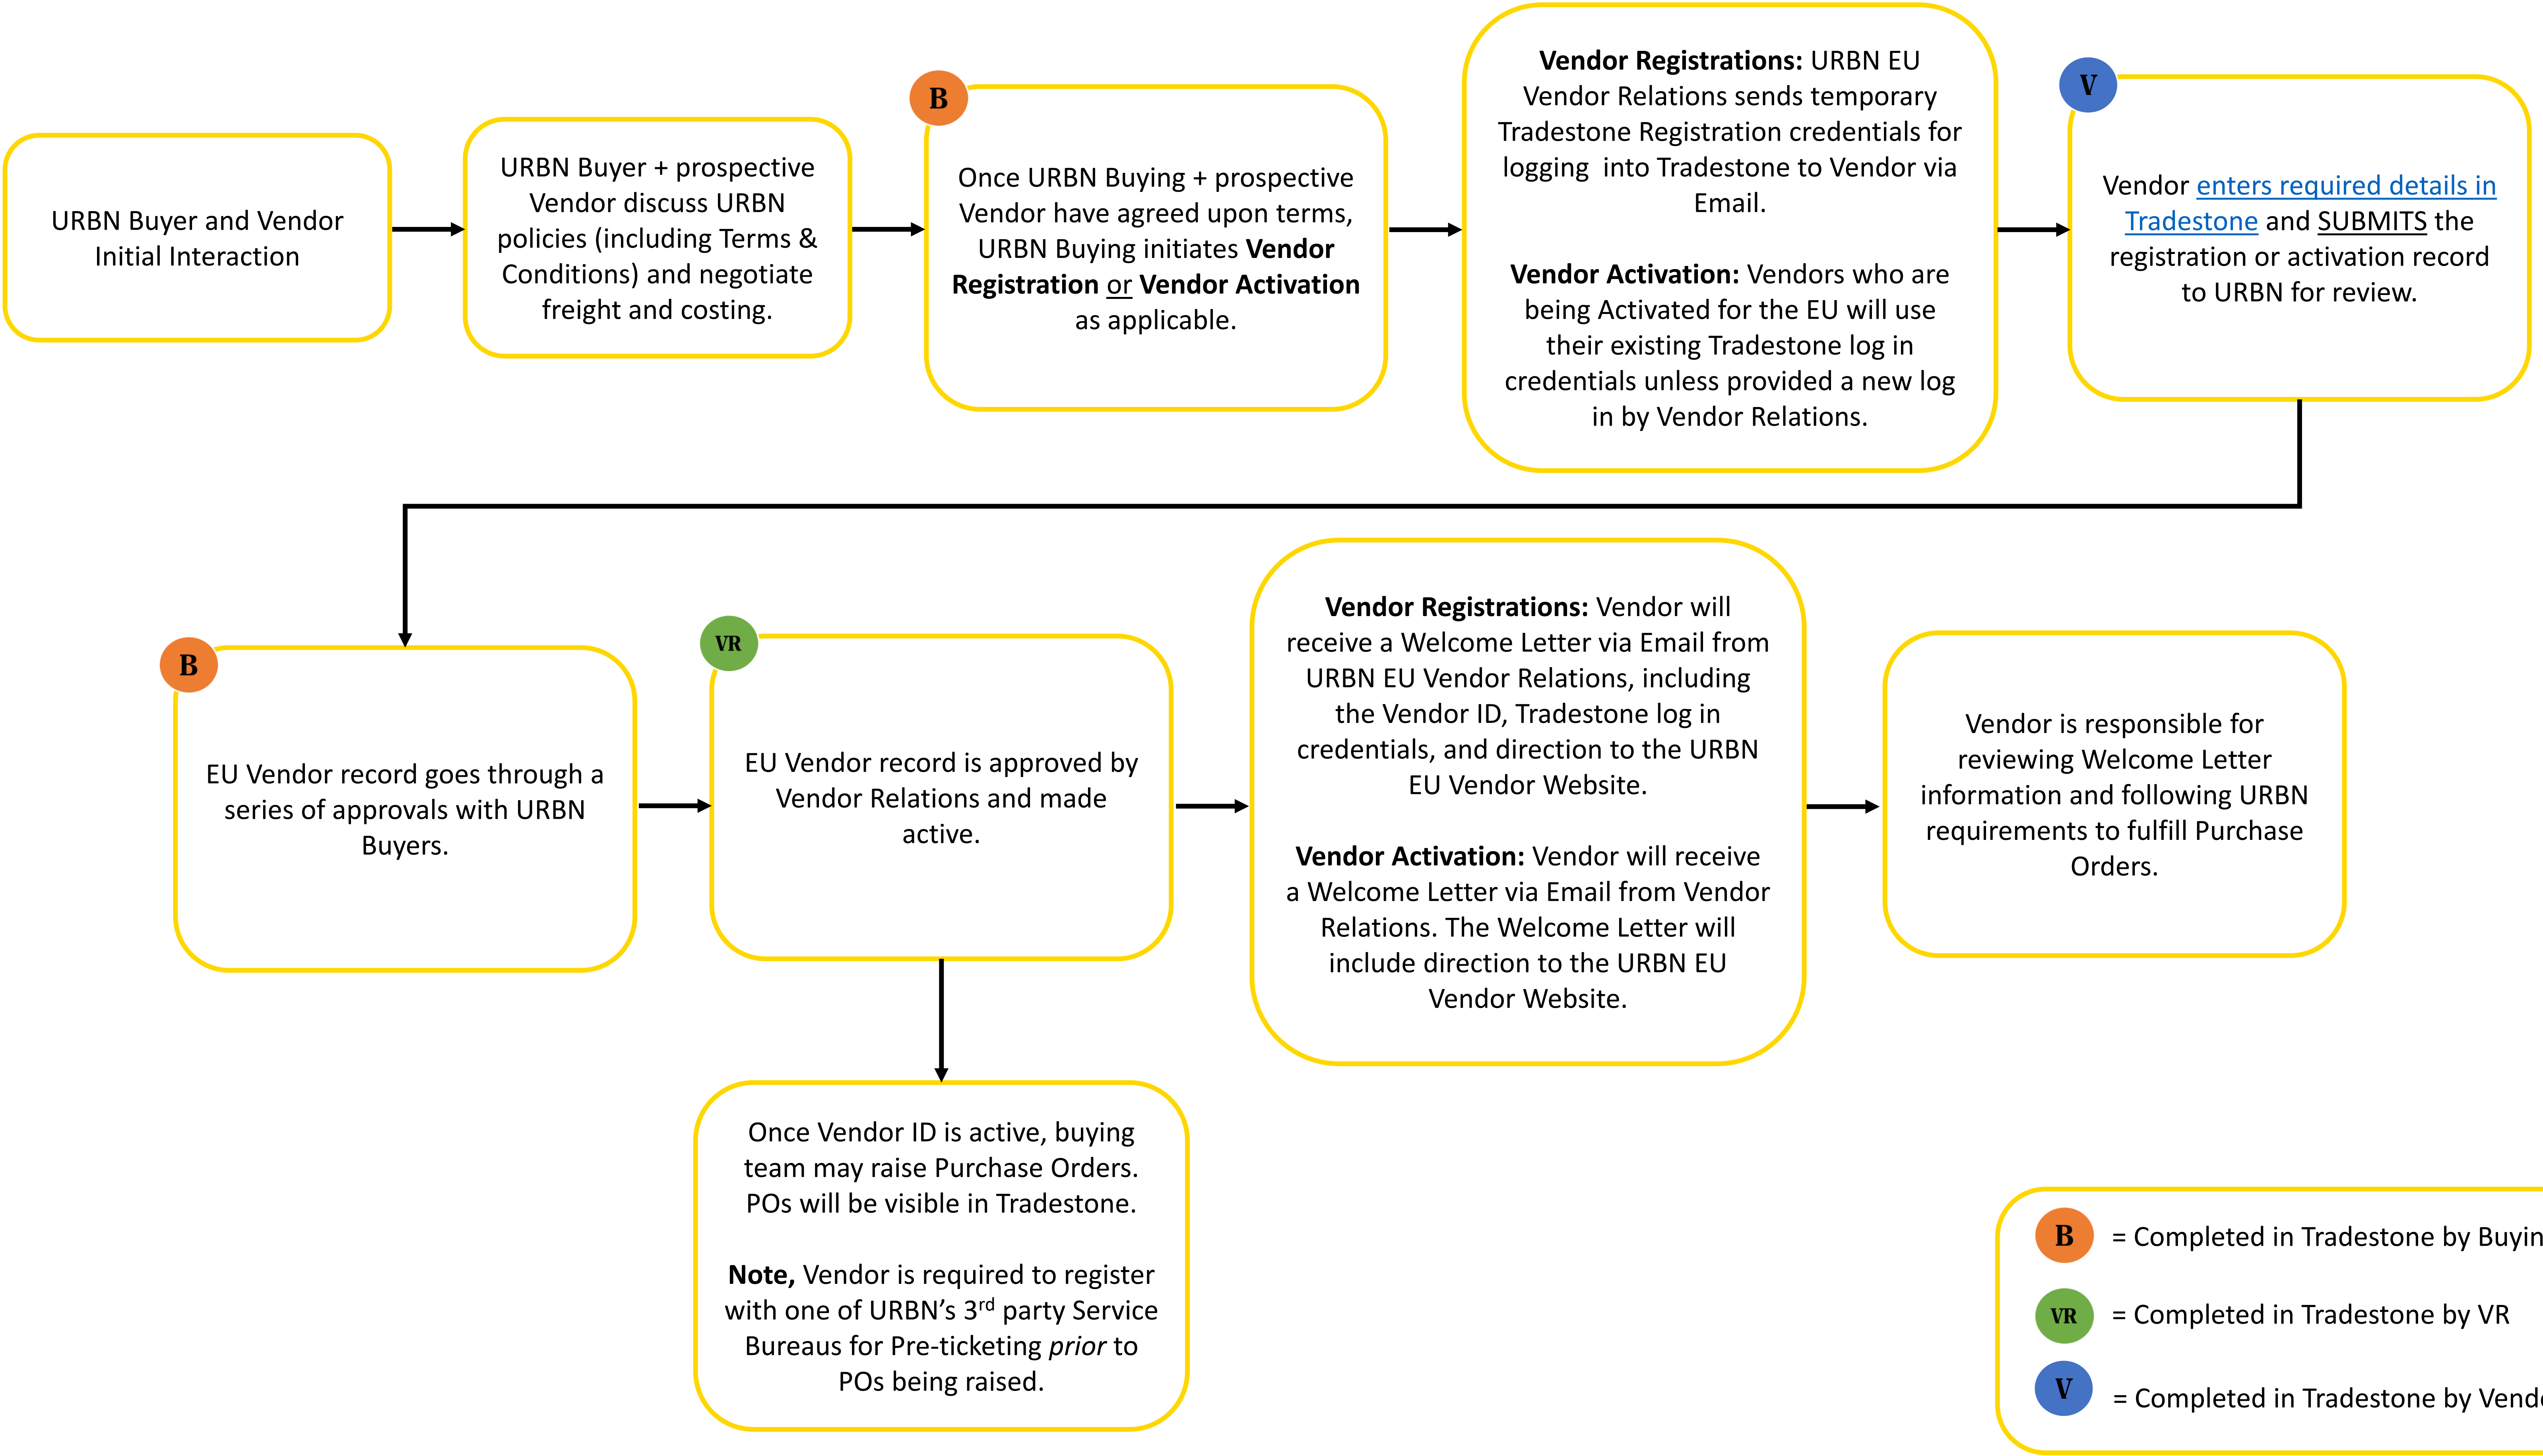 URBN Buyer and Vendor
Initial Interaction
URBN Buyer + prospective
Vendor discuss URBN
policies (including Terms &
Conditions) and negotiate
freight and costing.
B
Once URBN Buying + prospective
Vendor have agreed upon terms,
URBN Buying initiates Vendor
Registration or Vendor Activation
as applicable.
Vendor Registrations: URBN EU
Vendor Relations sends temporary
Tradestone Registration credentials for
logging into Tradestone to Vendor via
Email.
Vendor Activation: Vendors who are
being Activated for the EU will use
their existing Tradestone log in
credentials unless provided a new log
in by Vendor Relations.
V
Vendor enters required details in
Tradestone and SUBMITS the
registration or activation record
to URBN for review.
B
EU Vendor record goes through a
series of approvals with URBN
Buyers.
VR
EU Vendor record is approved by
Vendor Relations and made
active.
Vendor Registrations: Vendor will
receive a Welcome Letter via Email from
URBN EU Vendor Relations, including
the Vendor ID, Tradestone log in
credentials, and direction to the URBN
EU Vendor Website.
Vendor Activation: Vendor will receive
a Welcome Letter via Email from Vendor
Relations. The Welcome Letter will
include direction to the URBN EU
Vendor Website.
Vendor is responsible for
reviewing Welcome Letter
information and following URBN
requirements to fulfill Purchase
Orders.
Once Vendor ID is active, buying
team may raise Purchase Orders.
POs will be visible in Tradestone.
Note, Vendor is required to register
with one of URBN’s 3rd party Service
Bureaus for Pre-ticketing prior to
POs being raised.
B = Completed in Tradestone by
VR = Completed in Tradestone by VR
V = Completed in Tradestone by